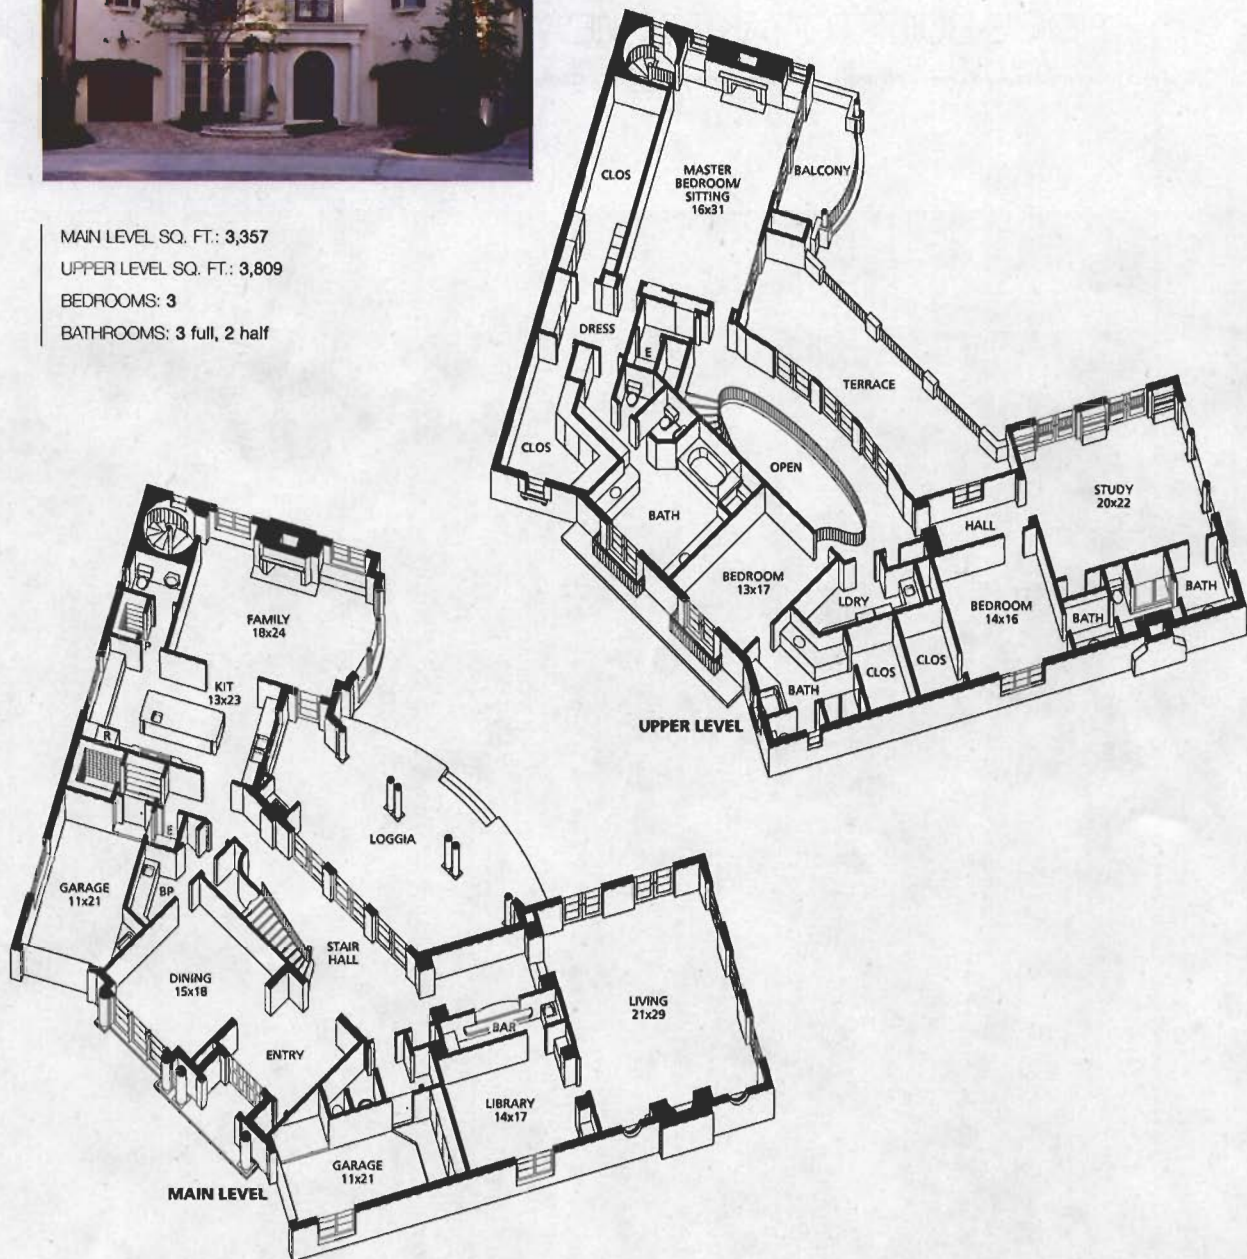 MAIN LEVEL SQ. FT.: 3,357
UPPER LEVEL SQ. FT.: 3,809
BEDROOMS: 3
BATHROOMS: 3 full, 2 half
CLOS
MASTER
BEDROOM/
SITTING
16x31
BALCONY
DRESS
E
TERRACE
CLOS
OPEN
BATH
STUDY
20x22
HALL
BEDROOM
13x17
LDRY
BEDROOM
14x16
BATH
BATH
CLOS
CLOS
BATH
UPPER LEVEL
FAMILY
18x24
P
KIT
13x23
R
E
LOGGIA
GARAGE
11x21
BP
STAIR
HALL
DINING
15x18
LIVING
21x29
BAR
ENTRY
LIBRARY
14x17
GARAGE
11x21
MAIN LEVEL